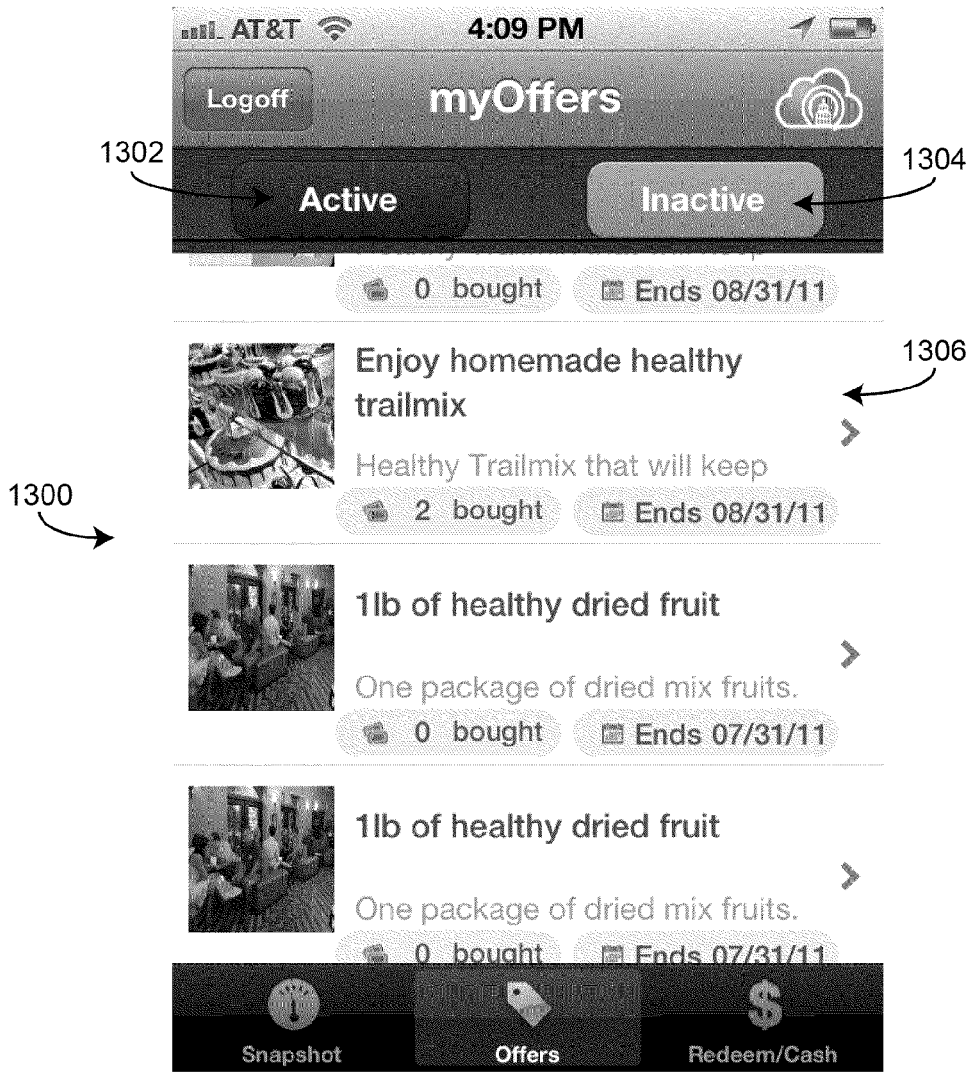 AT&T 4:09 PM
Logoff myOffers
1302 1304
Active Inactive
0 bought Ends 08/31/11
Enjoy homemade healthy
trailmix
1306
Healthy Trailmix that will keep
2 bought Ends 08/31/11
1300
1lb of healthy dried fruit
One package of dried mix fruits.
0 bought Ends 07/31/11
1lb of healthy dried fruit
One package of dried mix fruits.
0 bought Ends 07/31/11
Snapshot Offers Redeem/Cash